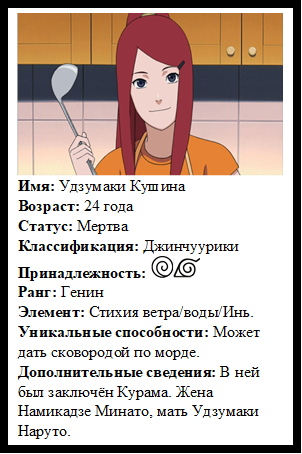 Имя: Удзумаки Кушина
Возраст: 24 года
Статус: Мертва
Классификация: Джинчуурики
Принадлежность:
Ранг: Генин
Элемент: Стихия ветра/воды/Инь.
Уникальные способности: Может
дать сковородой по морде.
Дополнительные сведения: В ней
был заключён Курама. Жена
Намикадзе Минато, мать Удзумаки
Наруто.